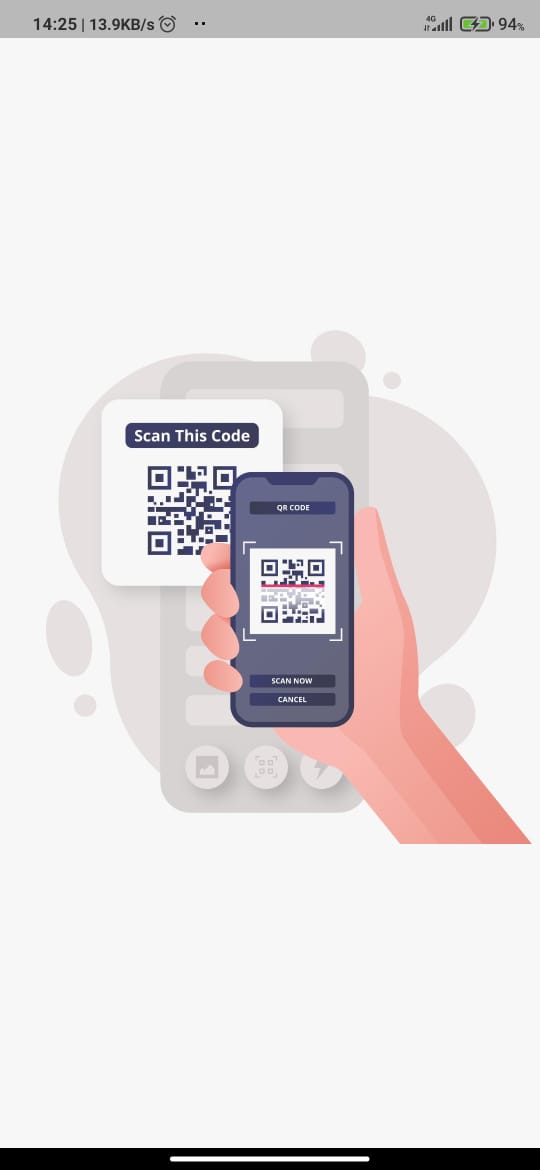 14:25 | 13.9KB/s
4G
94%
Scan This Code
QR CODE
SCAN NOW
CANCEL